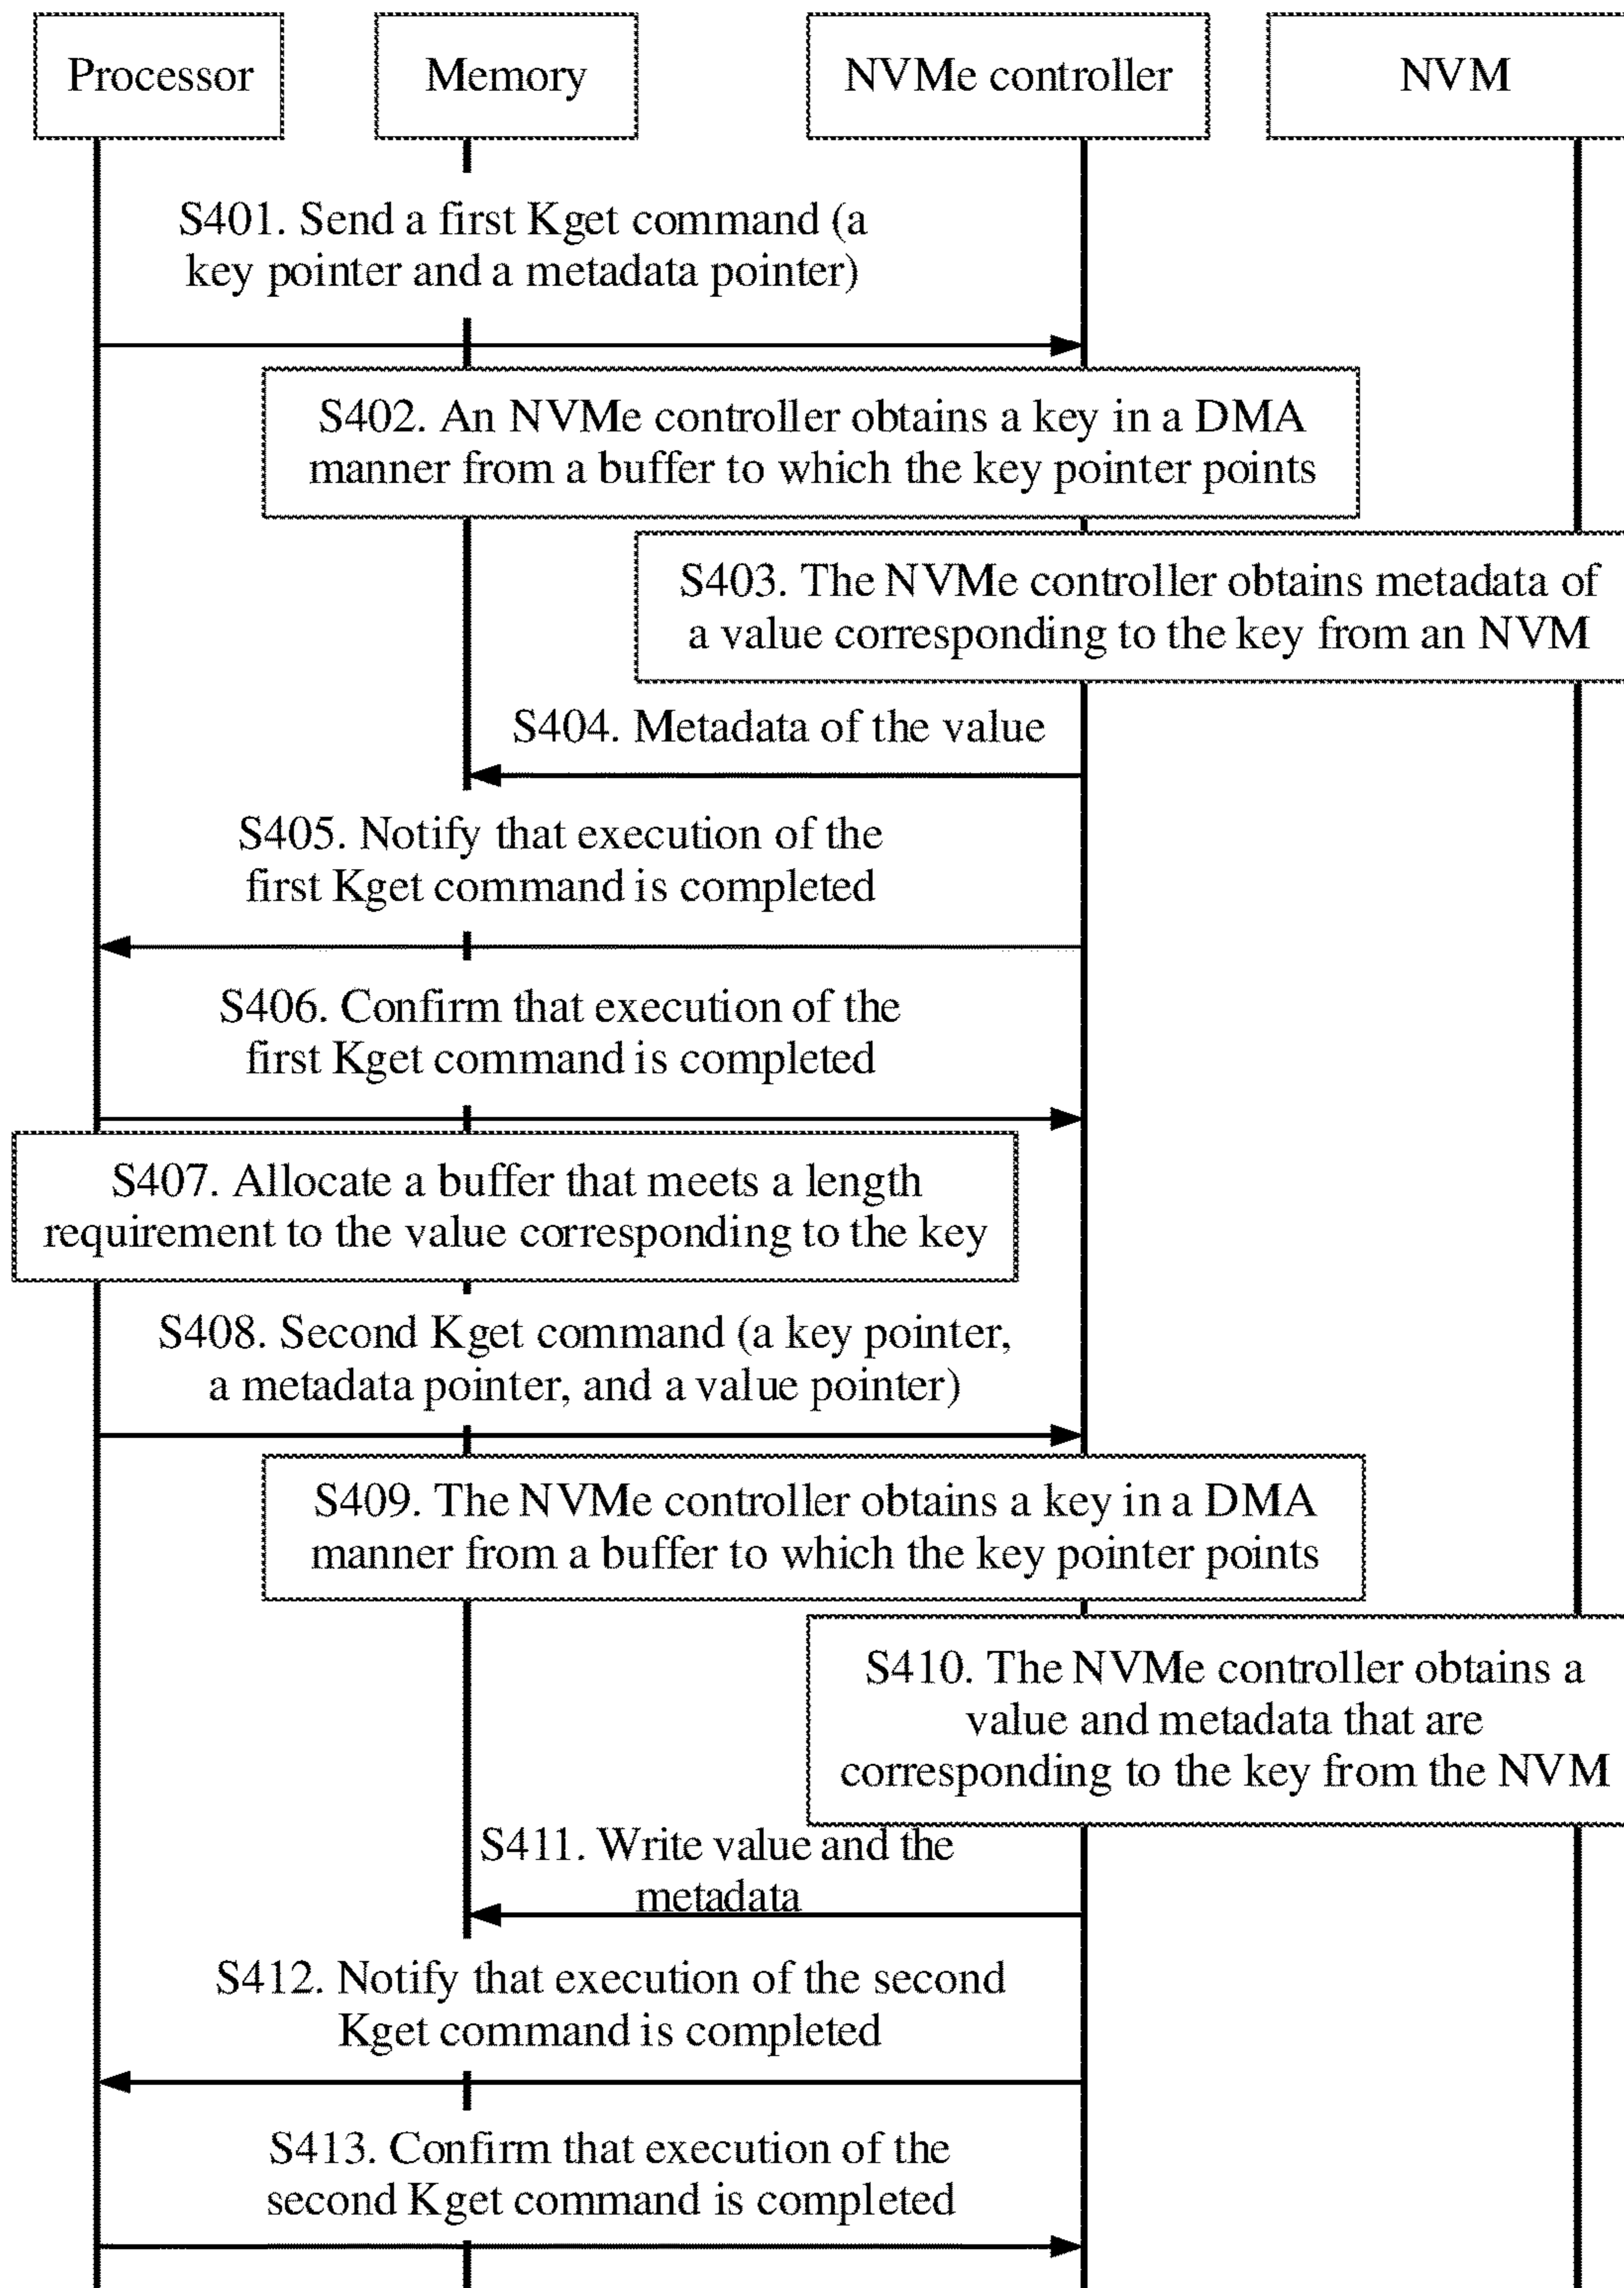 Processor
Memory
NVMe controller
NVM
S401. Send a first Kget command (a
key pointer and a metadata pointer)
S402. An NVMe controller obtains a key in a DMA
manner from a buffer to which the key pointer points
S403. The NVMe controller obtains metadata of
a value corresponding to the key from an NVM
S404. Metadata of the value
S405. Notify that execution of the
first Kget command is completed
S406. Confirm that execution of the
first Kget command is completed
S407. Allocate a buffer that meets a length
requirement to the value corresponding to the key
S408. Second Kget command (a key pointer,
a metadata pointer, and a value pointer)
S409. The NVMe controller obtains a key in a DMA
manner from a buffer to which the key pointer points
S410. The NVMe controller obtains a
value and metadata that are
corresponding to the key from the NVM
S411. Write value and the
metadata
S412. Notify that execution of the second
Kget command is completed
S413. Confirm that execution of the
second Kget command is completed